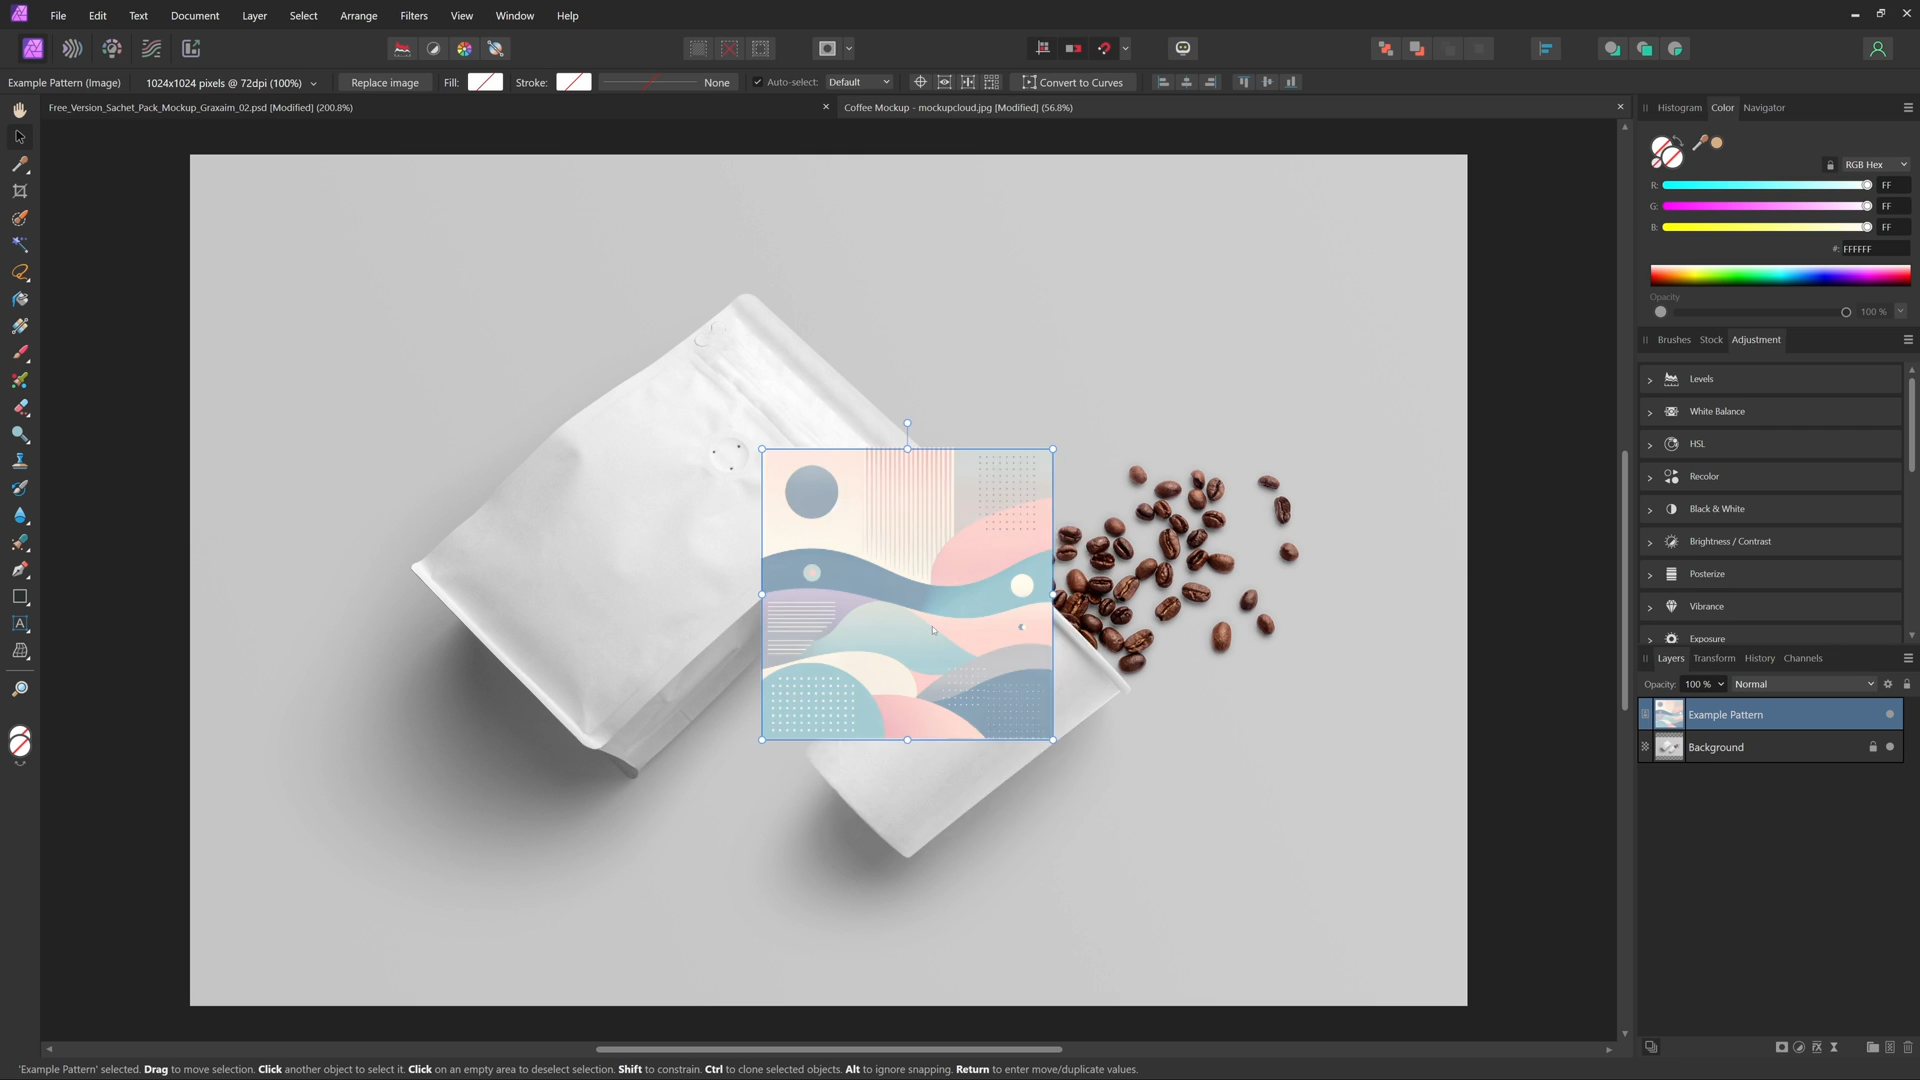 File Edit Text Document Layer Select Arrange Filters View Window Help
Example Pattern (Image) 1024x1024 pixels @ 72dpi (100%) Replace image Fill: Stroke: None Auto-select: Default Convert to Curves
Free_Version_Sachet_Pack_Mockup_Graxaim_02.psd [Modified] (200.8%) Coffee Mockup - mockupcloud.jpg [Modified] (56.8%)
Histogram Color Navigator
RGB Hex
R: FF
G: FF
B: FF
#: FFFFFF
Opacity
100 %
Brushes Stock Adjustment
Levels
White Balance
HSL
Recolor
Black & White
Brightness / Contrast
Posterize
Vibrance
Exposure
Layers Transform History Channels
Opacity: 100 % Normal
Example Pattern
Background
'Example Pattern' selected. Drag to move selection. Click another object to select it. Click on an empty area to deselect selection. Shift to constrain. Ctrl to clone selected objects. Alt to ignore snapping. Return to enter move/duplicate values.